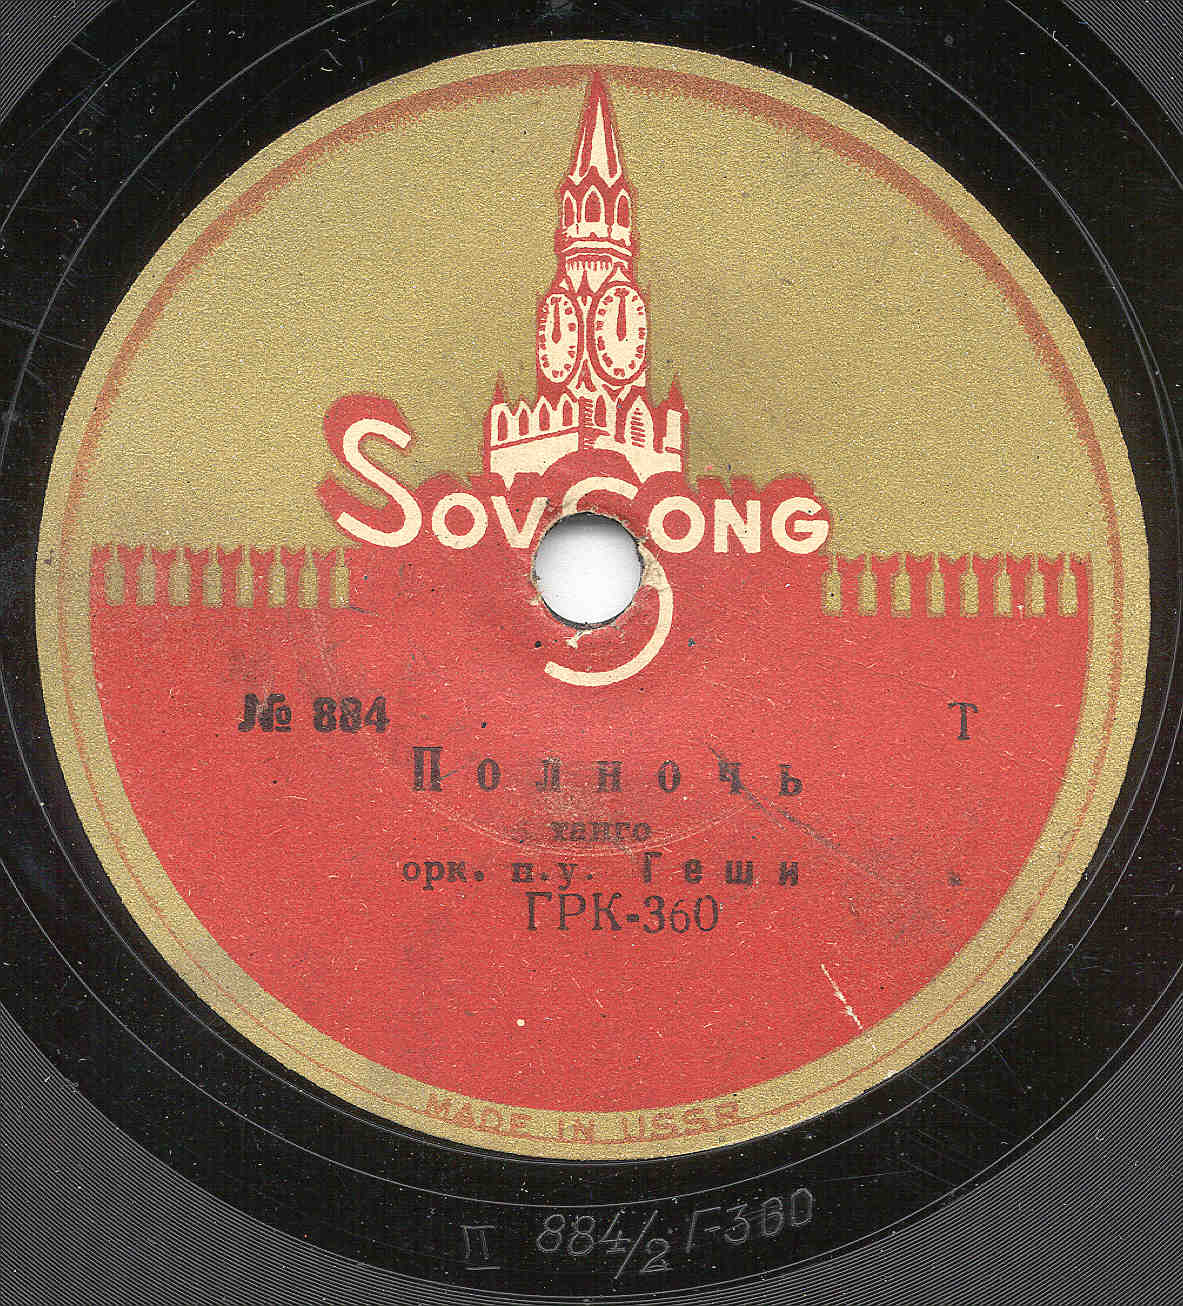 SovSong
№ 884
Т
Полночь
танго
орк. п.у. Геши
ГРК-360
MADE IN USSR
П 884/2 Г-360